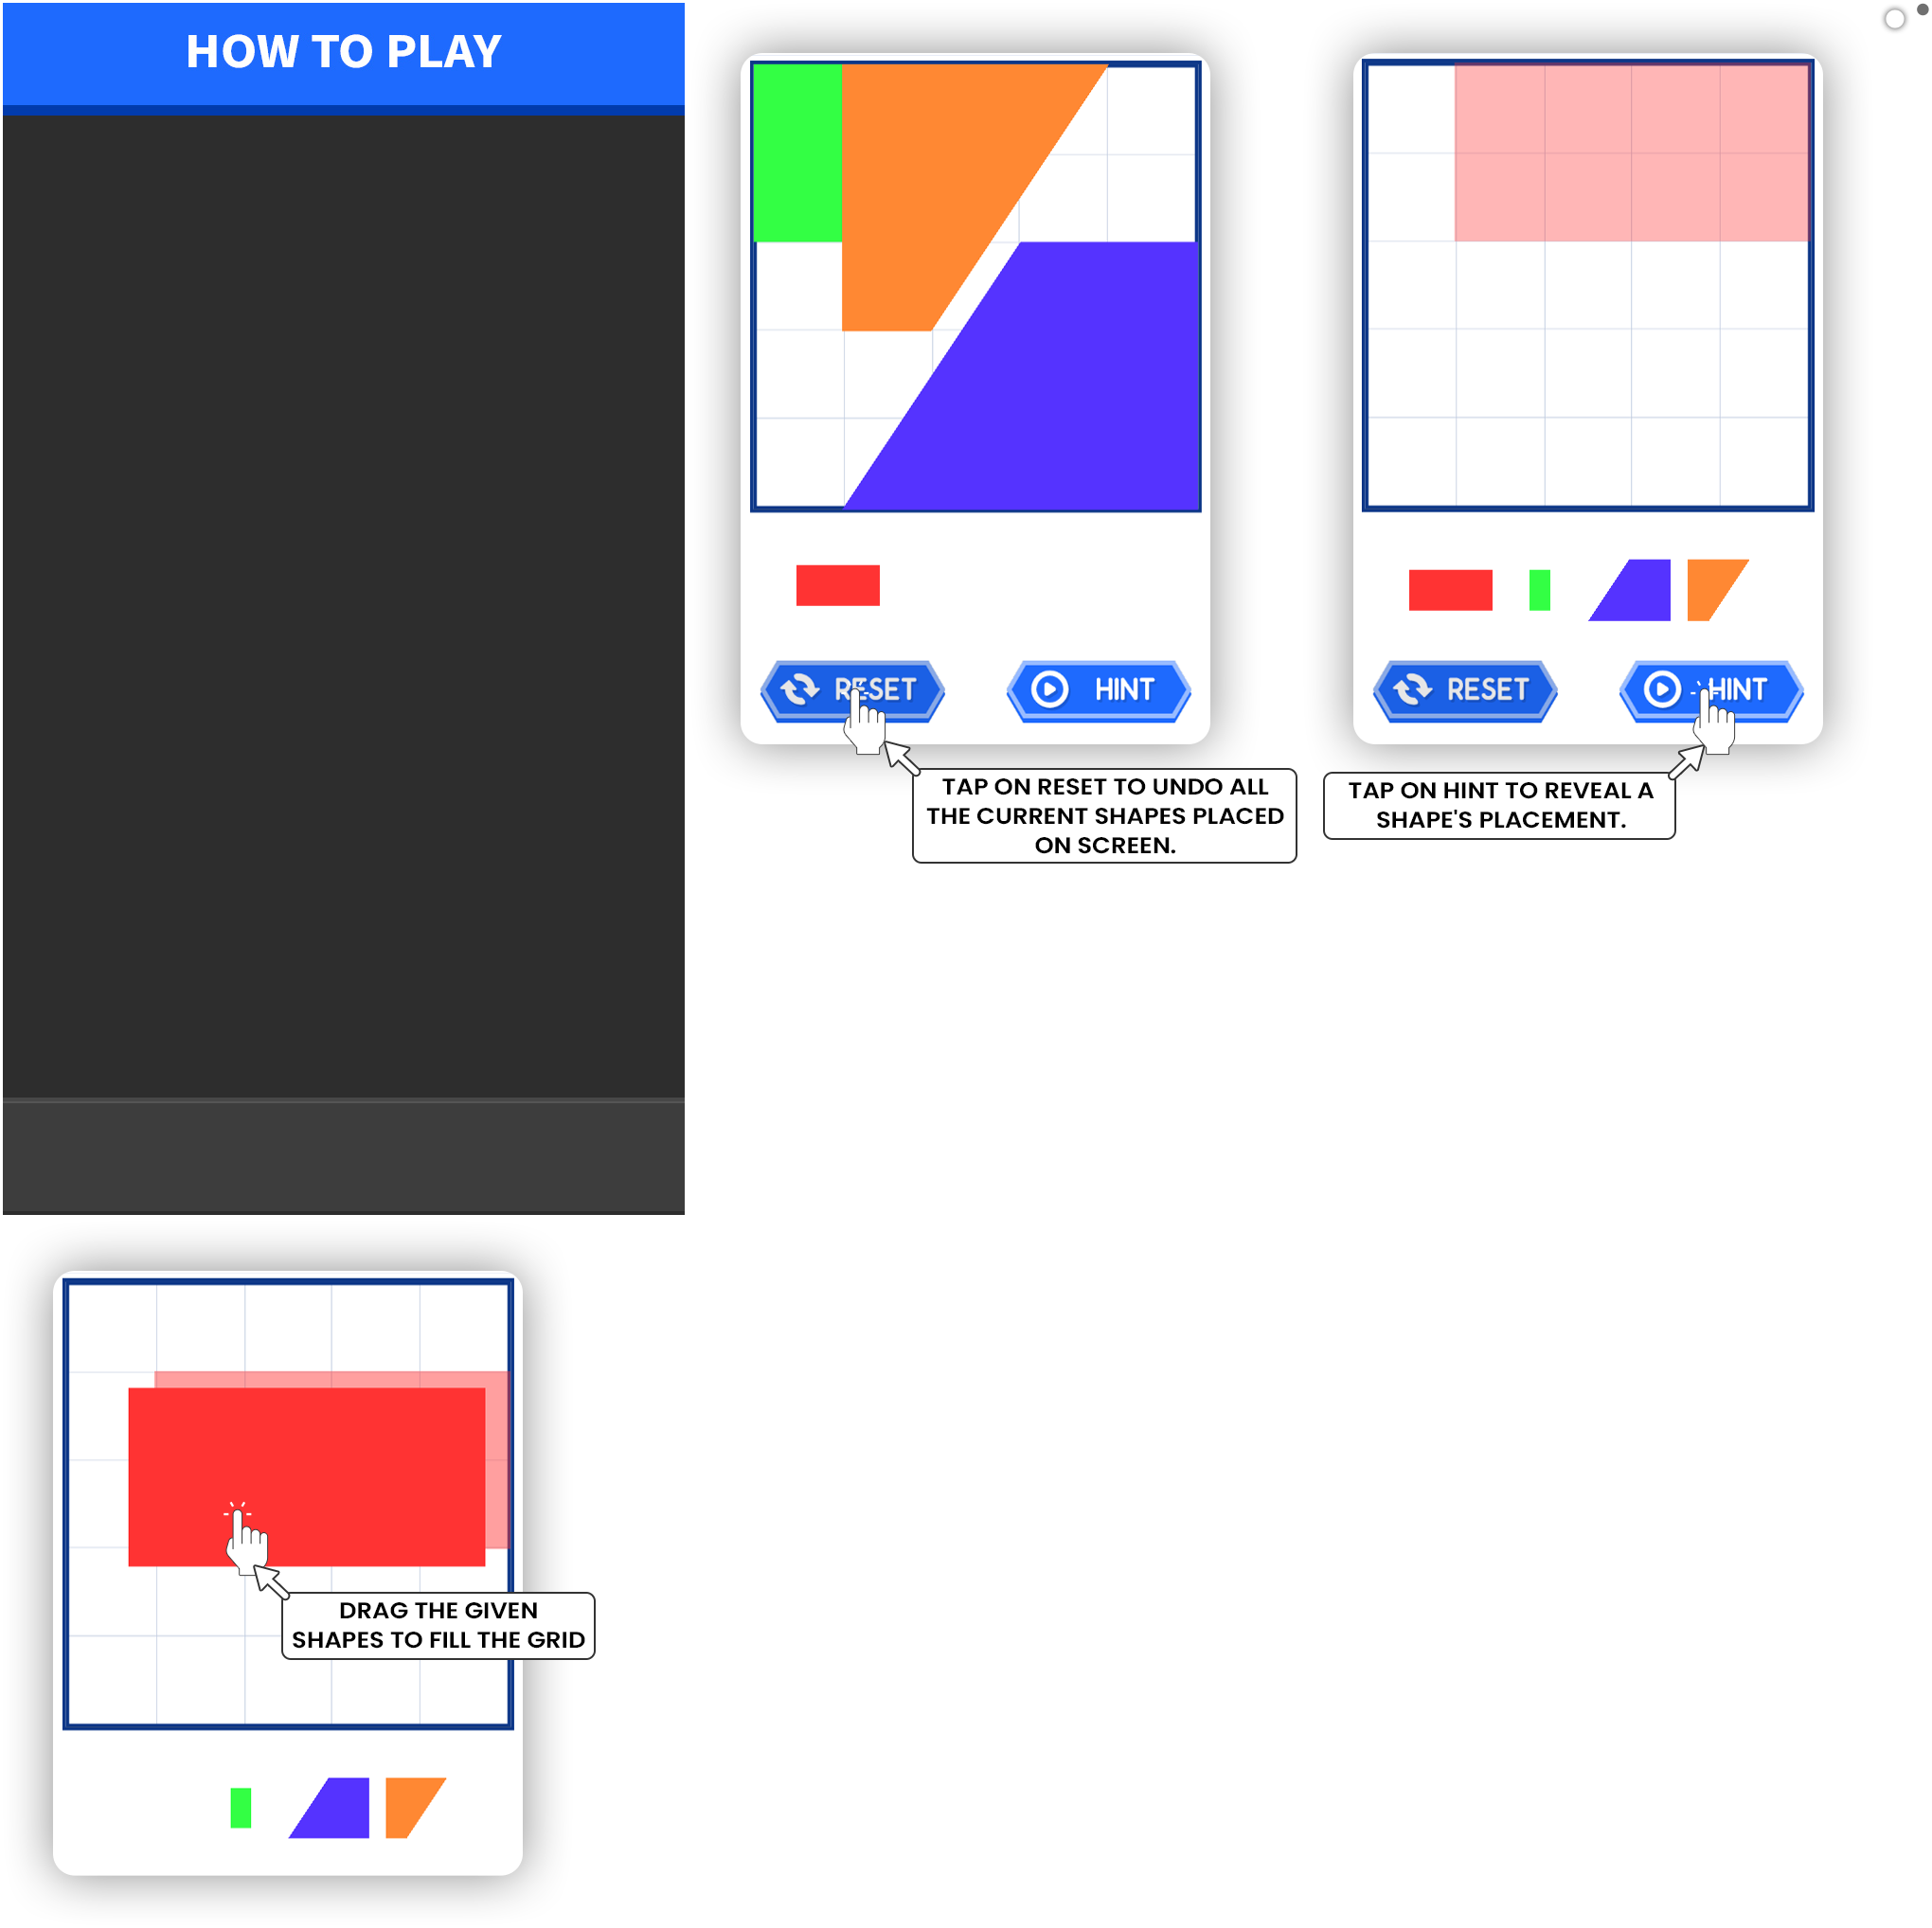 HOW TO PLAY
RESET
HINT
TAP ON RESET TO UNDO ALL
THE CURRENT SHAPES PLACED
ON SCREEN.
RESET
HINT
TAP ON HINT TO REVEAL A
SHAPE'S PLACEMENT.
DRAG THE GIVEN
SHAPES TO FILL THE GRID